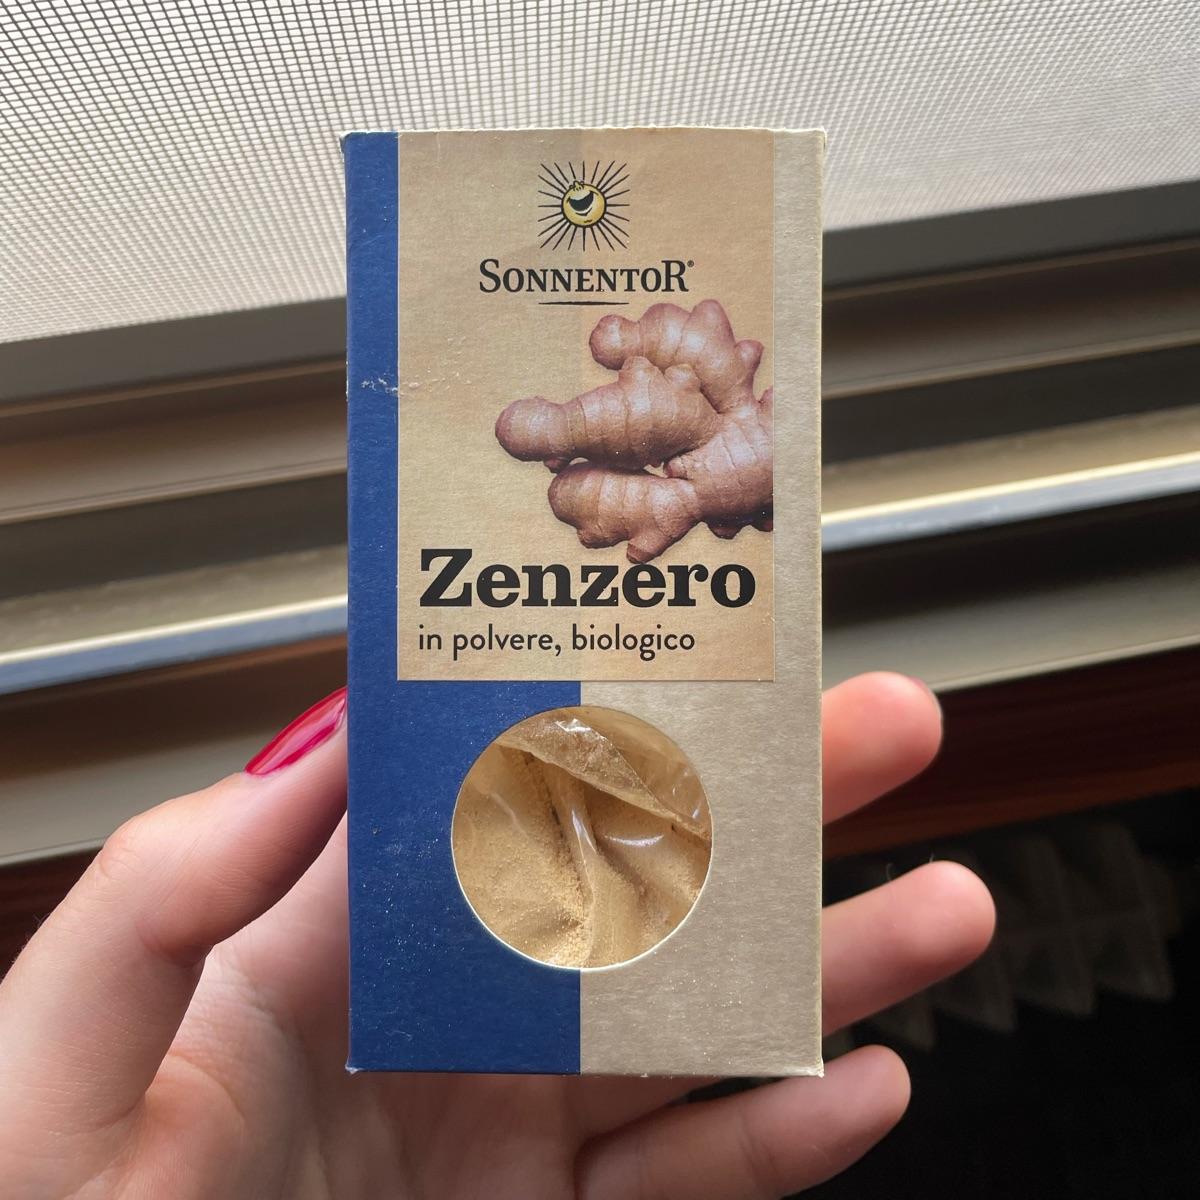 SONNENTOR®
Zenzero
in polvere, biologico